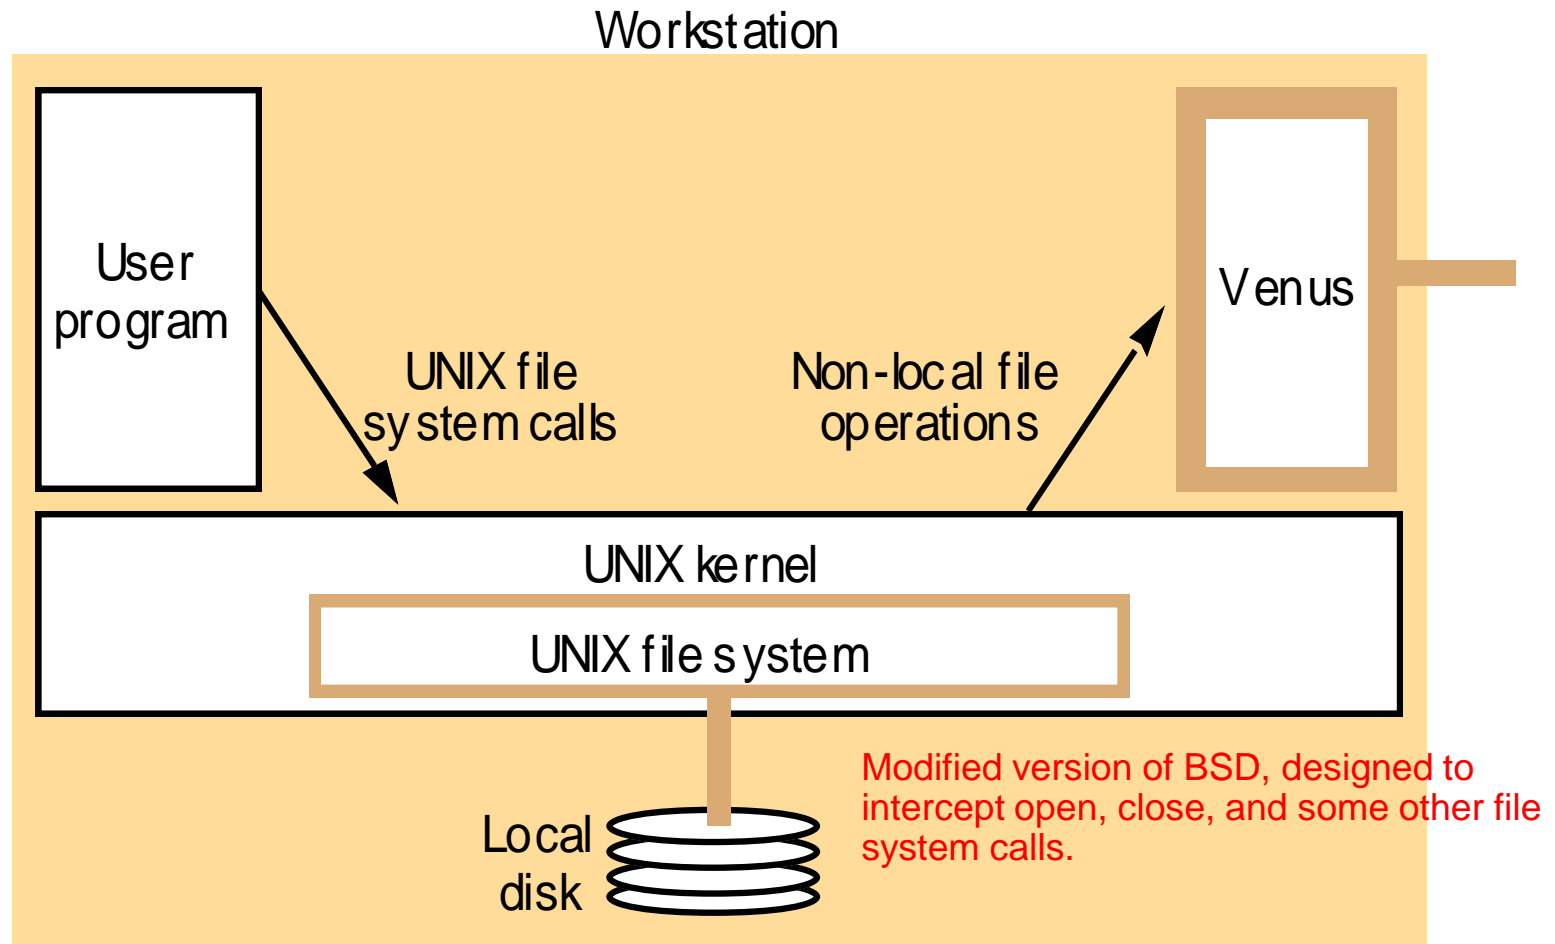 Workstation
User
program
Venus
UNIX file
system calls
Non-local file
operations
UNIX kernel
UNIX file system
Modified version of BSD, designed to
intercept open, close, and some other file
system calls.
Local
disk